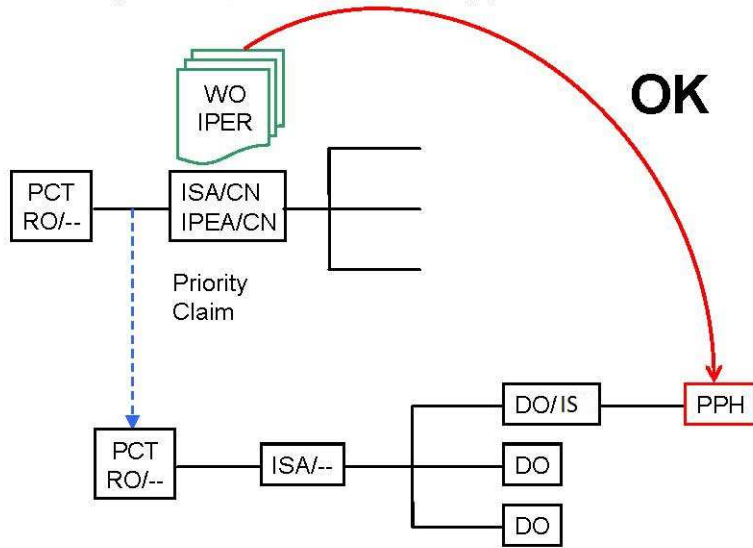 WO
IPER
OK
PCT
RO/--
ISA/CN
IPEA/CN
Priority
Claim
DO/IS
PPH
PCT
RO/--
ISA/--
DO
DO